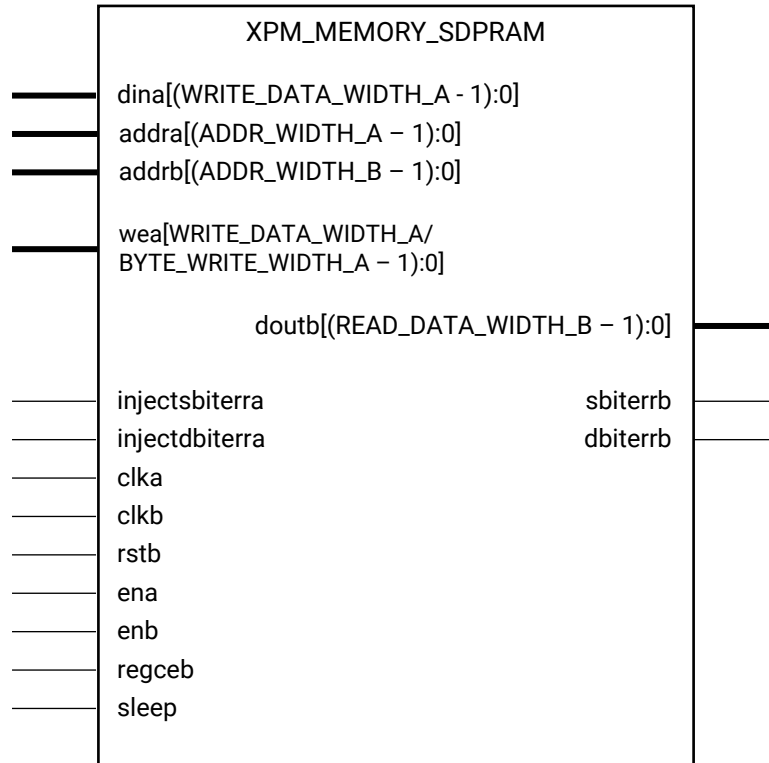 XPM_MEMORY_SDPRAM
dina[(WRITE_DATA_WIDTH_A - 1):0]
addra[(ADDR_WIDTH_A – 1):0]
addrb[(ADDR_WIDTH_B – 1):0]
wea[WRITE_DATA_WIDTH_A/
BYTE_WRITE_WIDTH_A – 1):0]
doutb[(READ_DATA_WIDTH_B – 1):0]
injectsbiterra sbiterrb
injectdbiterra dbiterrb
clka
clkb
rstb
ena
enb
regceb
sleep